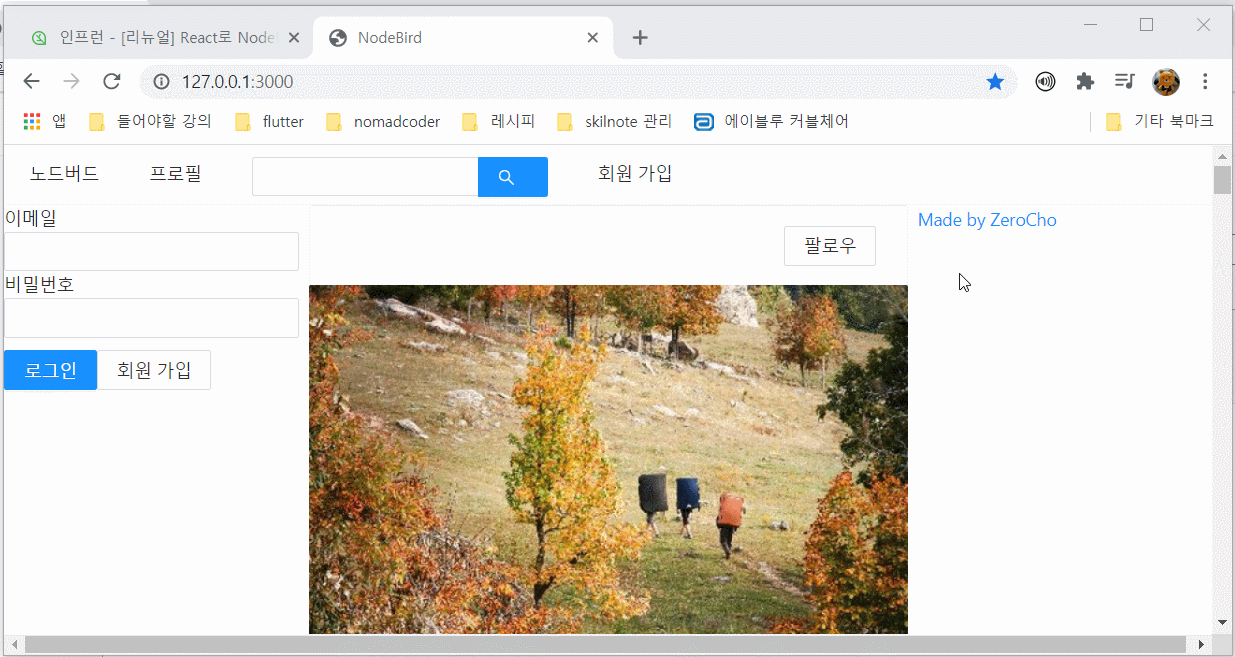 인프런 - [리뉴얼] React로 Node
NodeBird
127.0.0.1:3000
앱 들어야할 강의 flutter nomadcoder 레시피 skilnote 관리 에이블루 커블체어 기타 북마크
노드버드 프로필 회원 가입
이메일
팔로우
Made by ZeroCho
비밀번호
로그인 회원 가입